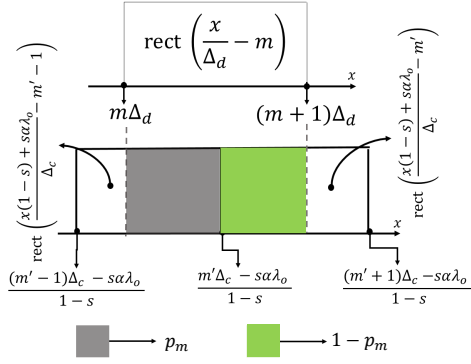 rect (x/Δ_d − m)
x
mΔ_d
(m + 1)Δ_d
rect (x(1 − s) + sαλ_o/Δ_c − m′ − 1)
rect (x(1 − s) + sαλ_o/Δ_c − m′)
x
(m′ − 1)Δ_c − sαλ_o/1 − s
m′Δ_c − sαλ_o/1 − s
(m′ + 1)Δ_c − sαλ_o/1 − s
p_m
1 − p_m